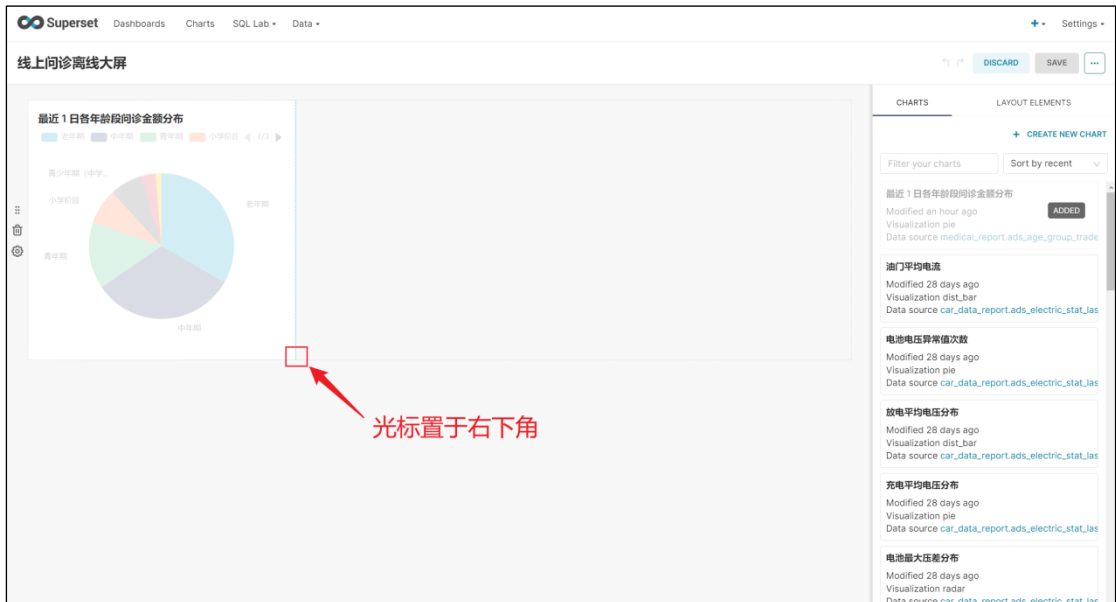 Superset Dashboards Charts SQL Lab Data Settings
线上问诊离线大屏
DISCARD SAVE
最近 1 日各年龄段问诊金额分布
老年期 中年期 青年期 小学阶段 1/3
青少年期（中学...
小学阶段
老年期
青年期
中年期
光标置于右下角
CHARTS LAYOUT ELEMENTS
+ CREATE NEW CHART
Filter your charts Sort by recent
最近 1 日各年龄段问诊金额分布
Modified an hour ago ADDED
Visualization pie
Data source medical_report.ads_age_group_trade
油门平均电流
Modified 28 days ago
Visualization dist_bar
Data source car_data_report.ads_electric_stat_las
电池电压异常值次数
Modified 28 days ago
Visualization pie
Data source car_data_report.ads_electric_stat_las
放电平均电压分布
Modified 28 days ago
Visualization dist_bar
Data source car_data_report.ads_electric_stat_las
充电平均电压分布
Modified 28 days ago
Visualization pie
Data source car_data_report.ads_electric_stat_las
电池最大压差分布
Modified 28 days ago
Visualization radar
Data source car_data_report.ads_electric_stat_las